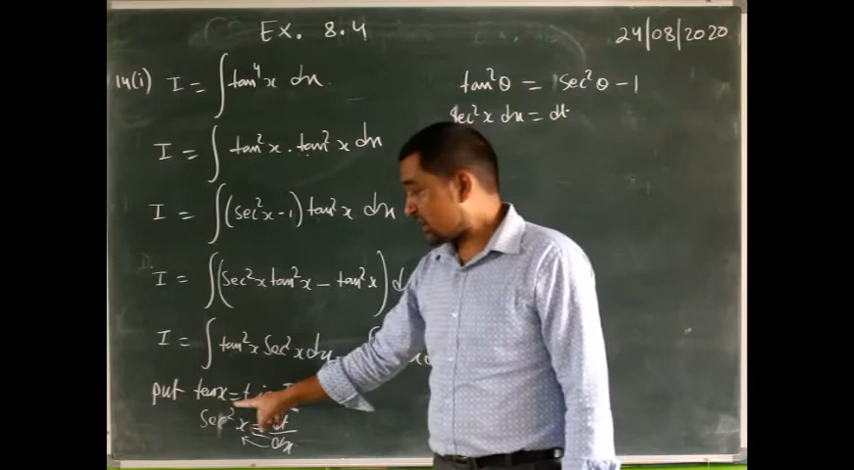 Ex. 8.4
24/08/2020
14(i) I = ∫tan⁴x dx
I = ∫tan²x . tan²x dx
I = ∫(sec²x-1)tan²x dx
I = ∫(sec²x tan²x - tan²x)d
I = ∫tan²x sec²x dx - ∫
put tanx = t in I
sec²x = dt/dx
tan²θ = sec²θ - 1
sec²x dx = dt